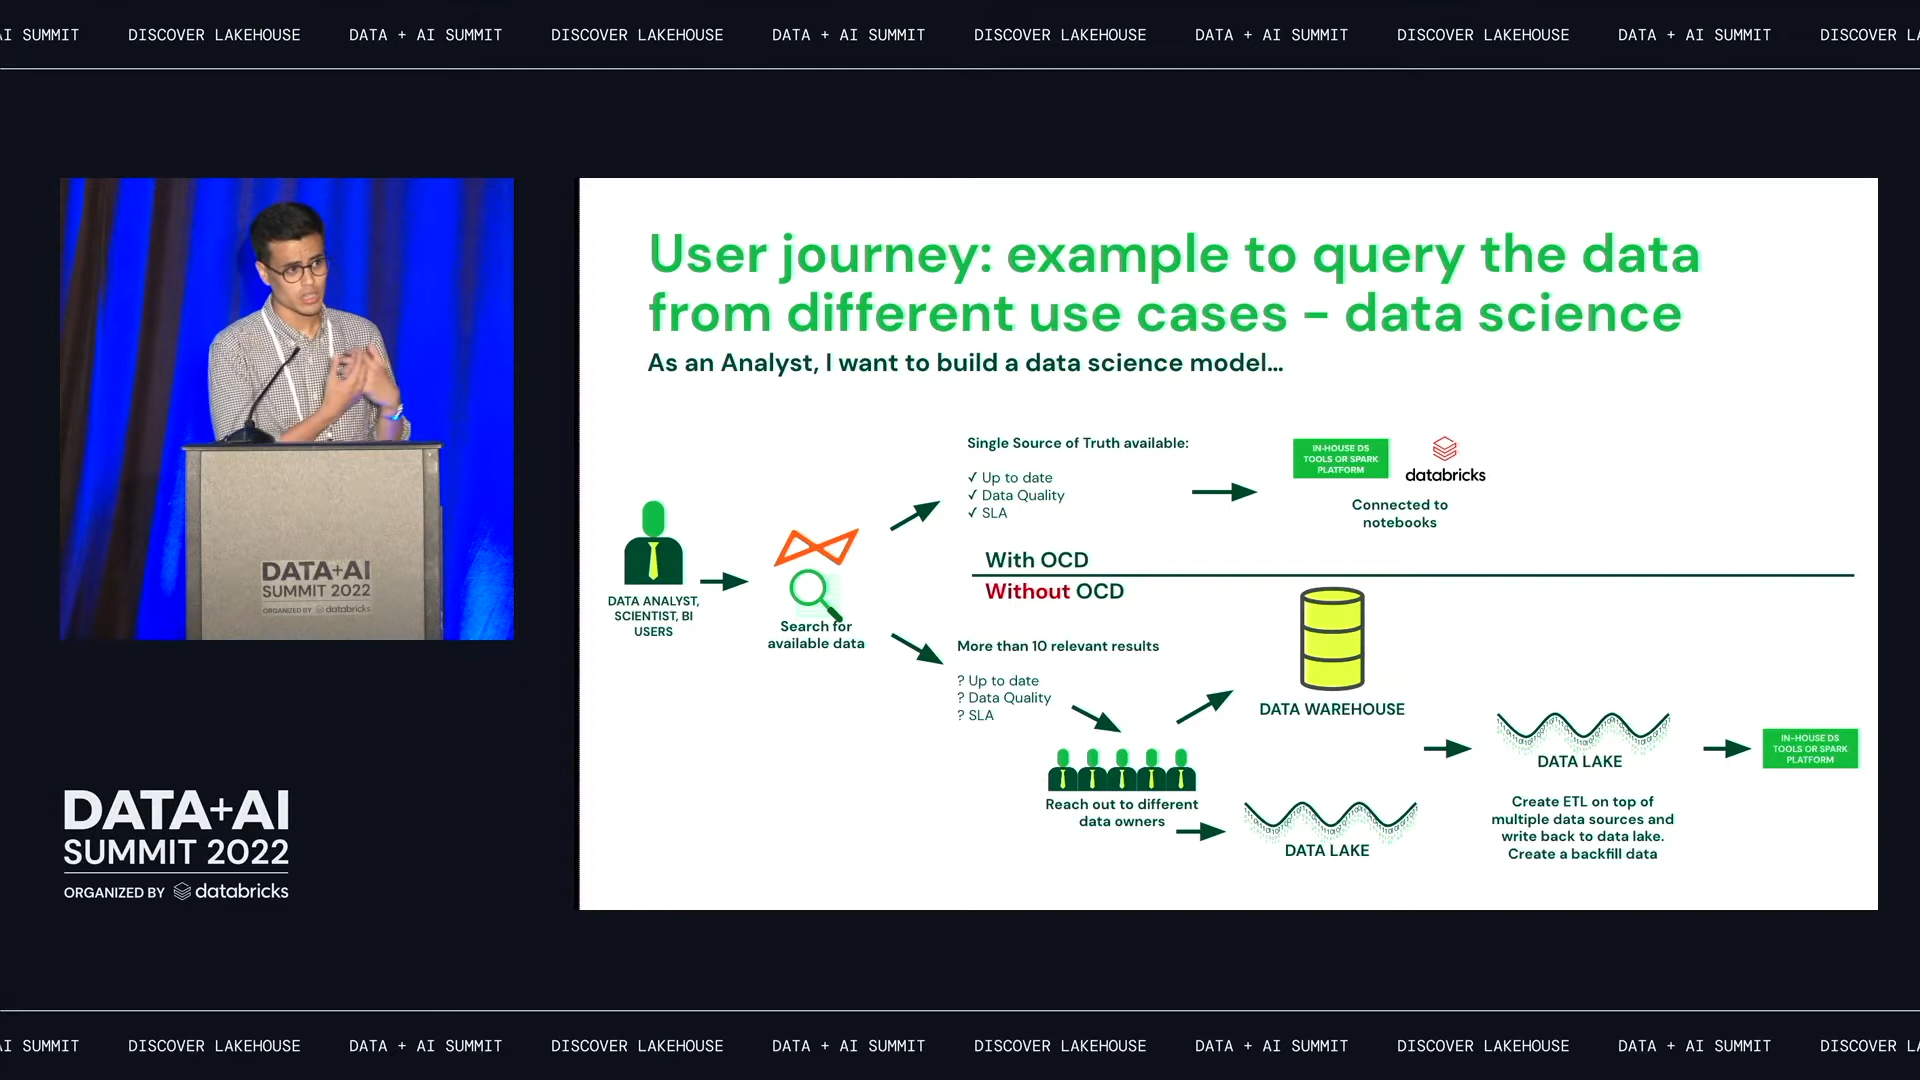 AI SUMMIT DISCOVER LAKEHOUSE DATA + AI SUMMIT DISCOVER LAKEHOUSE DATA + AI SUMMIT DISCOVER LAKEHOUSE DATA + AI SUMMIT DISCOVER LAKEHOUSE DATA + AI SUMMIT DISCOVER LA
User journey: example to query the data
from different use cases – data science
As an Analyst, I want to build a data science model...
Single Source of Truth available:
✓ Up to date
✓ Data Quality
✓ SLA
IN-HOUSE DS
TOOLS OR SPARK
PLATFORM
databricks
Connected to
notebooks
With OCD
Without OCD
DATA ANALYST,
SCIENTIST, BI
USERS
Search for
available data
More than 10 relevant results
? Up to date
? Data Quality
? SLA
Reach out to different
data owners
DATA WAREHOUSE
DATA LAKE
DATA LAKE
Create ETL on top of
multiple data sources and
write back to data lake.
Create a backfill data
IN-HOUSE DS
TOOLS OR SPARK
PLATFORM
DATA+AI
SUMMIT 2022
ORGANIZED BY databricks
DATA+AI
SUMMIT 2022
ORGANIZED BY databricks
AI SUMMIT DISCOVER LAKEHOUSE DATA + AI SUMMIT DISCOVER LAKEHOUSE DATA + AI SUMMIT DISCOVER LAKEHOUSE DATA + AI SUMMIT DISCOVER LAKEHOUSE DATA + AI SUMMIT DISCOVER LA